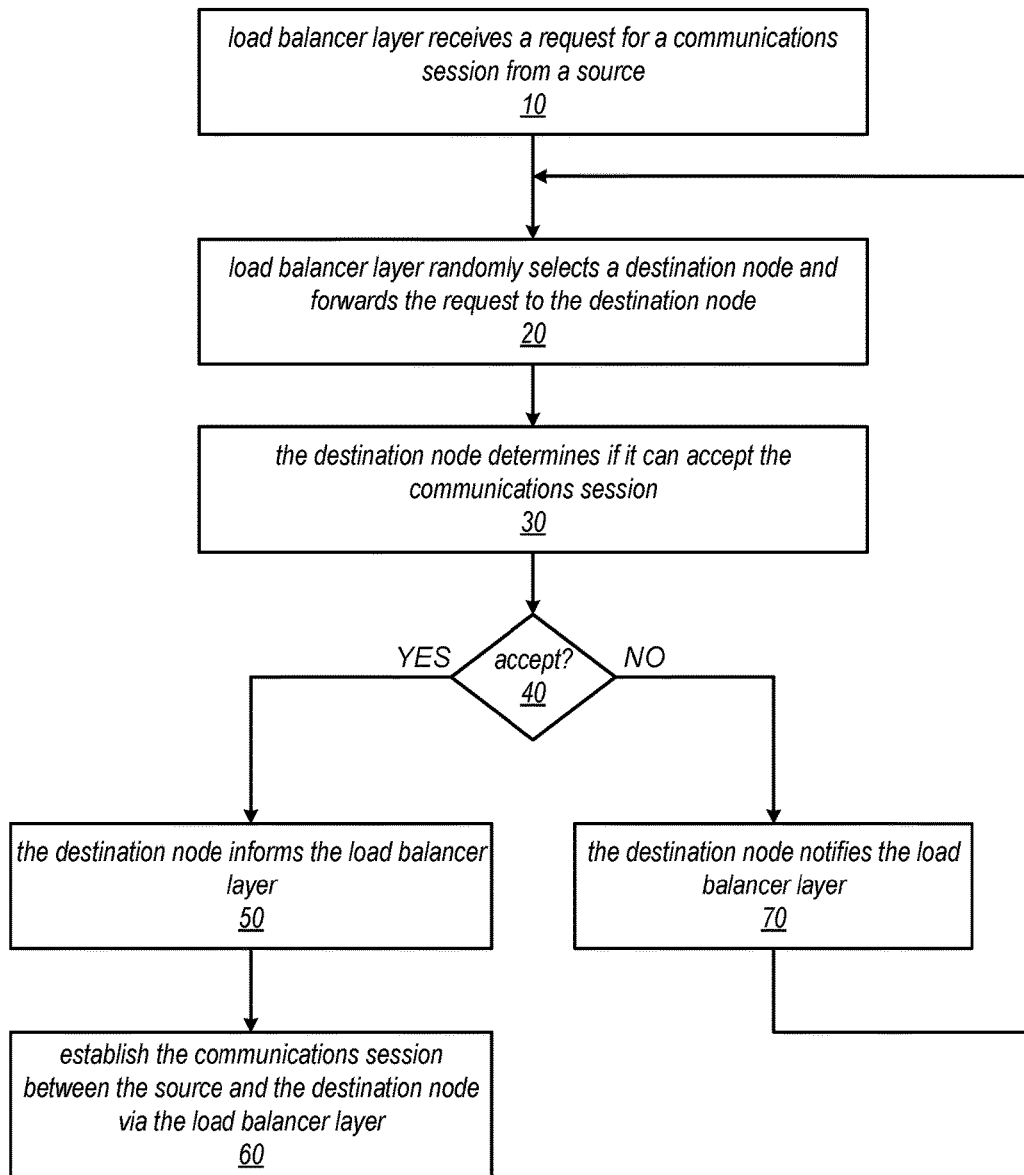 load balancer layer receives a request for a communications
session from a source
10
load balancer layer randomly selects a destination node and
forwards the request to the destination node
20
the destination node determines if it can accept the
communications session
30
YES
accept?
40
NO
the destination node informs the load balancer
layer
50
the destination node notifies the load
balancer layer
70
establish the communications session
between the source and the destination node
via the load balancer layer
60